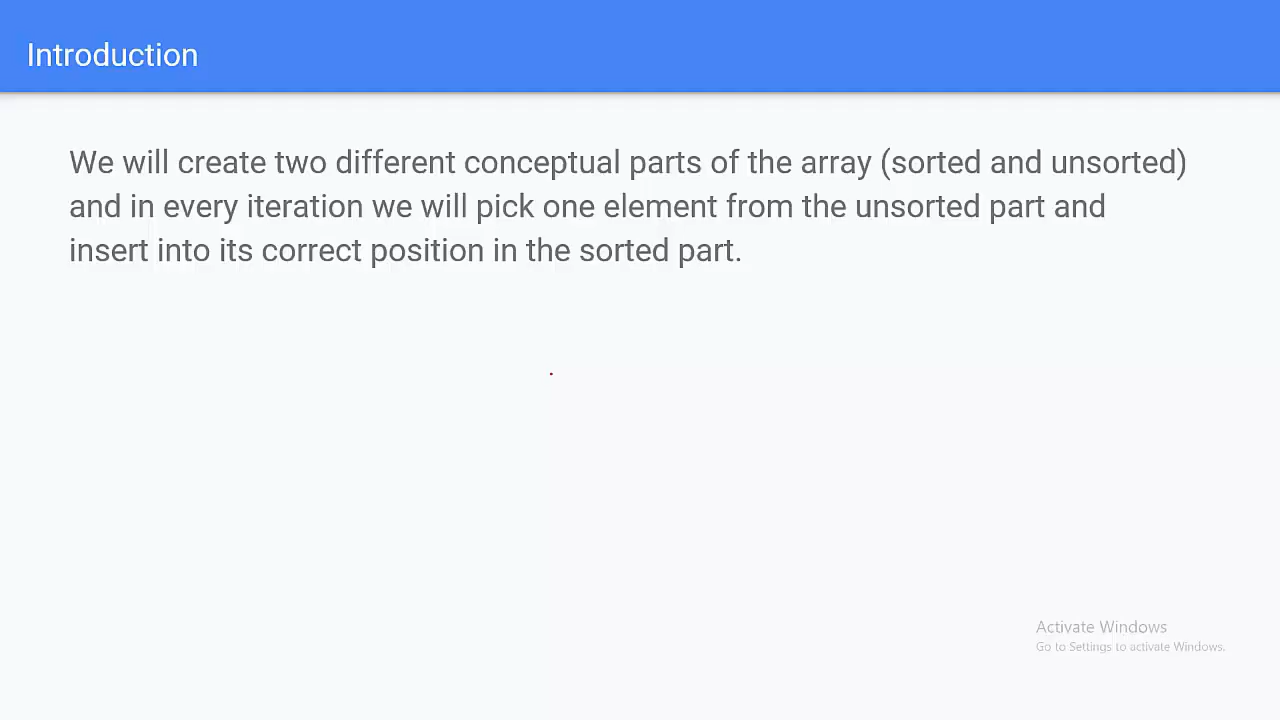 Introduction
We will create two different conceptual parts of the array (sorted and unsorted)
and in every iteration we will pick one element from the unsorted part and
insert into its correct position in the sorted part.
Activate Windows
Go to Settings to activate Windows.